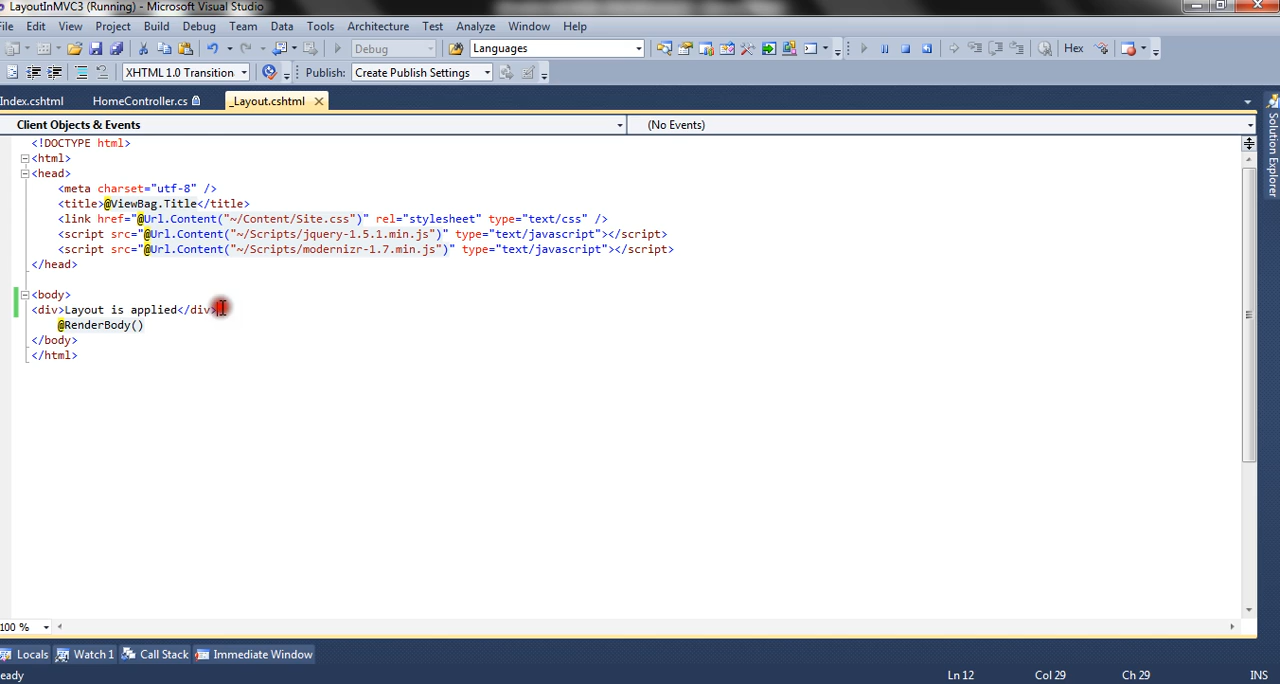 LayoutInMVC3 (Running) - Microsoft Visual Studio
File Edit View Project Build Debug Team Data Tools Architecture Test Analyze Window Help
Debug Languages Hex
XHTML 1.0 Transition Publish: Create Publish Settings
Index.cshtml HomeController.cs _Layout.cshtml
Client Objects & Events (No Events)
<!DOCTYPE html>
<html>
<head>
<meta charset="utf-8" />
<title>@ViewBag.Title</title>
<link href="@Url.Content("~/Content/Site.css")" rel="stylesheet" type="text/css" />
<script src="@Url.Content("~/Scripts/jquery-1.5.1.min.js")" type="text/javascript"></script>
<script src="@Url.Content("~/Scripts/modernizr-1.7.min.js")" type="text/javascript"></script>
</head>
<body>
<div>Layout is applied</div>
@RenderBody()
</body>
</html>
Solution Explorer
100 %
Locals Watch 1 Call Stack Immediate Window
eady Ln 12 Col 29 Ch 29 INS